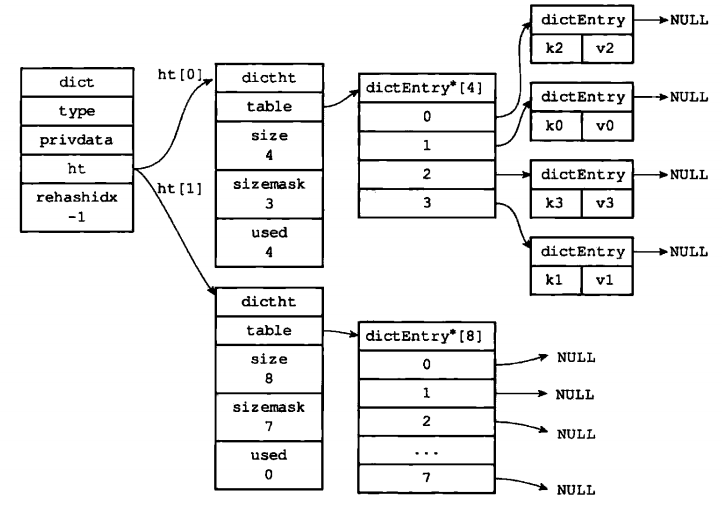 dict
type
privdata
ht
rehashidx
-1
ht[0]
ht[1]
dictht
table
size
4
sizemask
3
used
4
dictEntry*[4]
0
1
2
3
dictEntry
k2 v2
NULL
dictEntry
k0 v0
NULL
dictEntry
k3 v3
NULL
dictEntry
k1 v1
NULL
dictht
table
size
8
sizemask
7
used
0
dictEntry*[8]
0
1
2
...
7
NULL
NULL
NULL
NULL